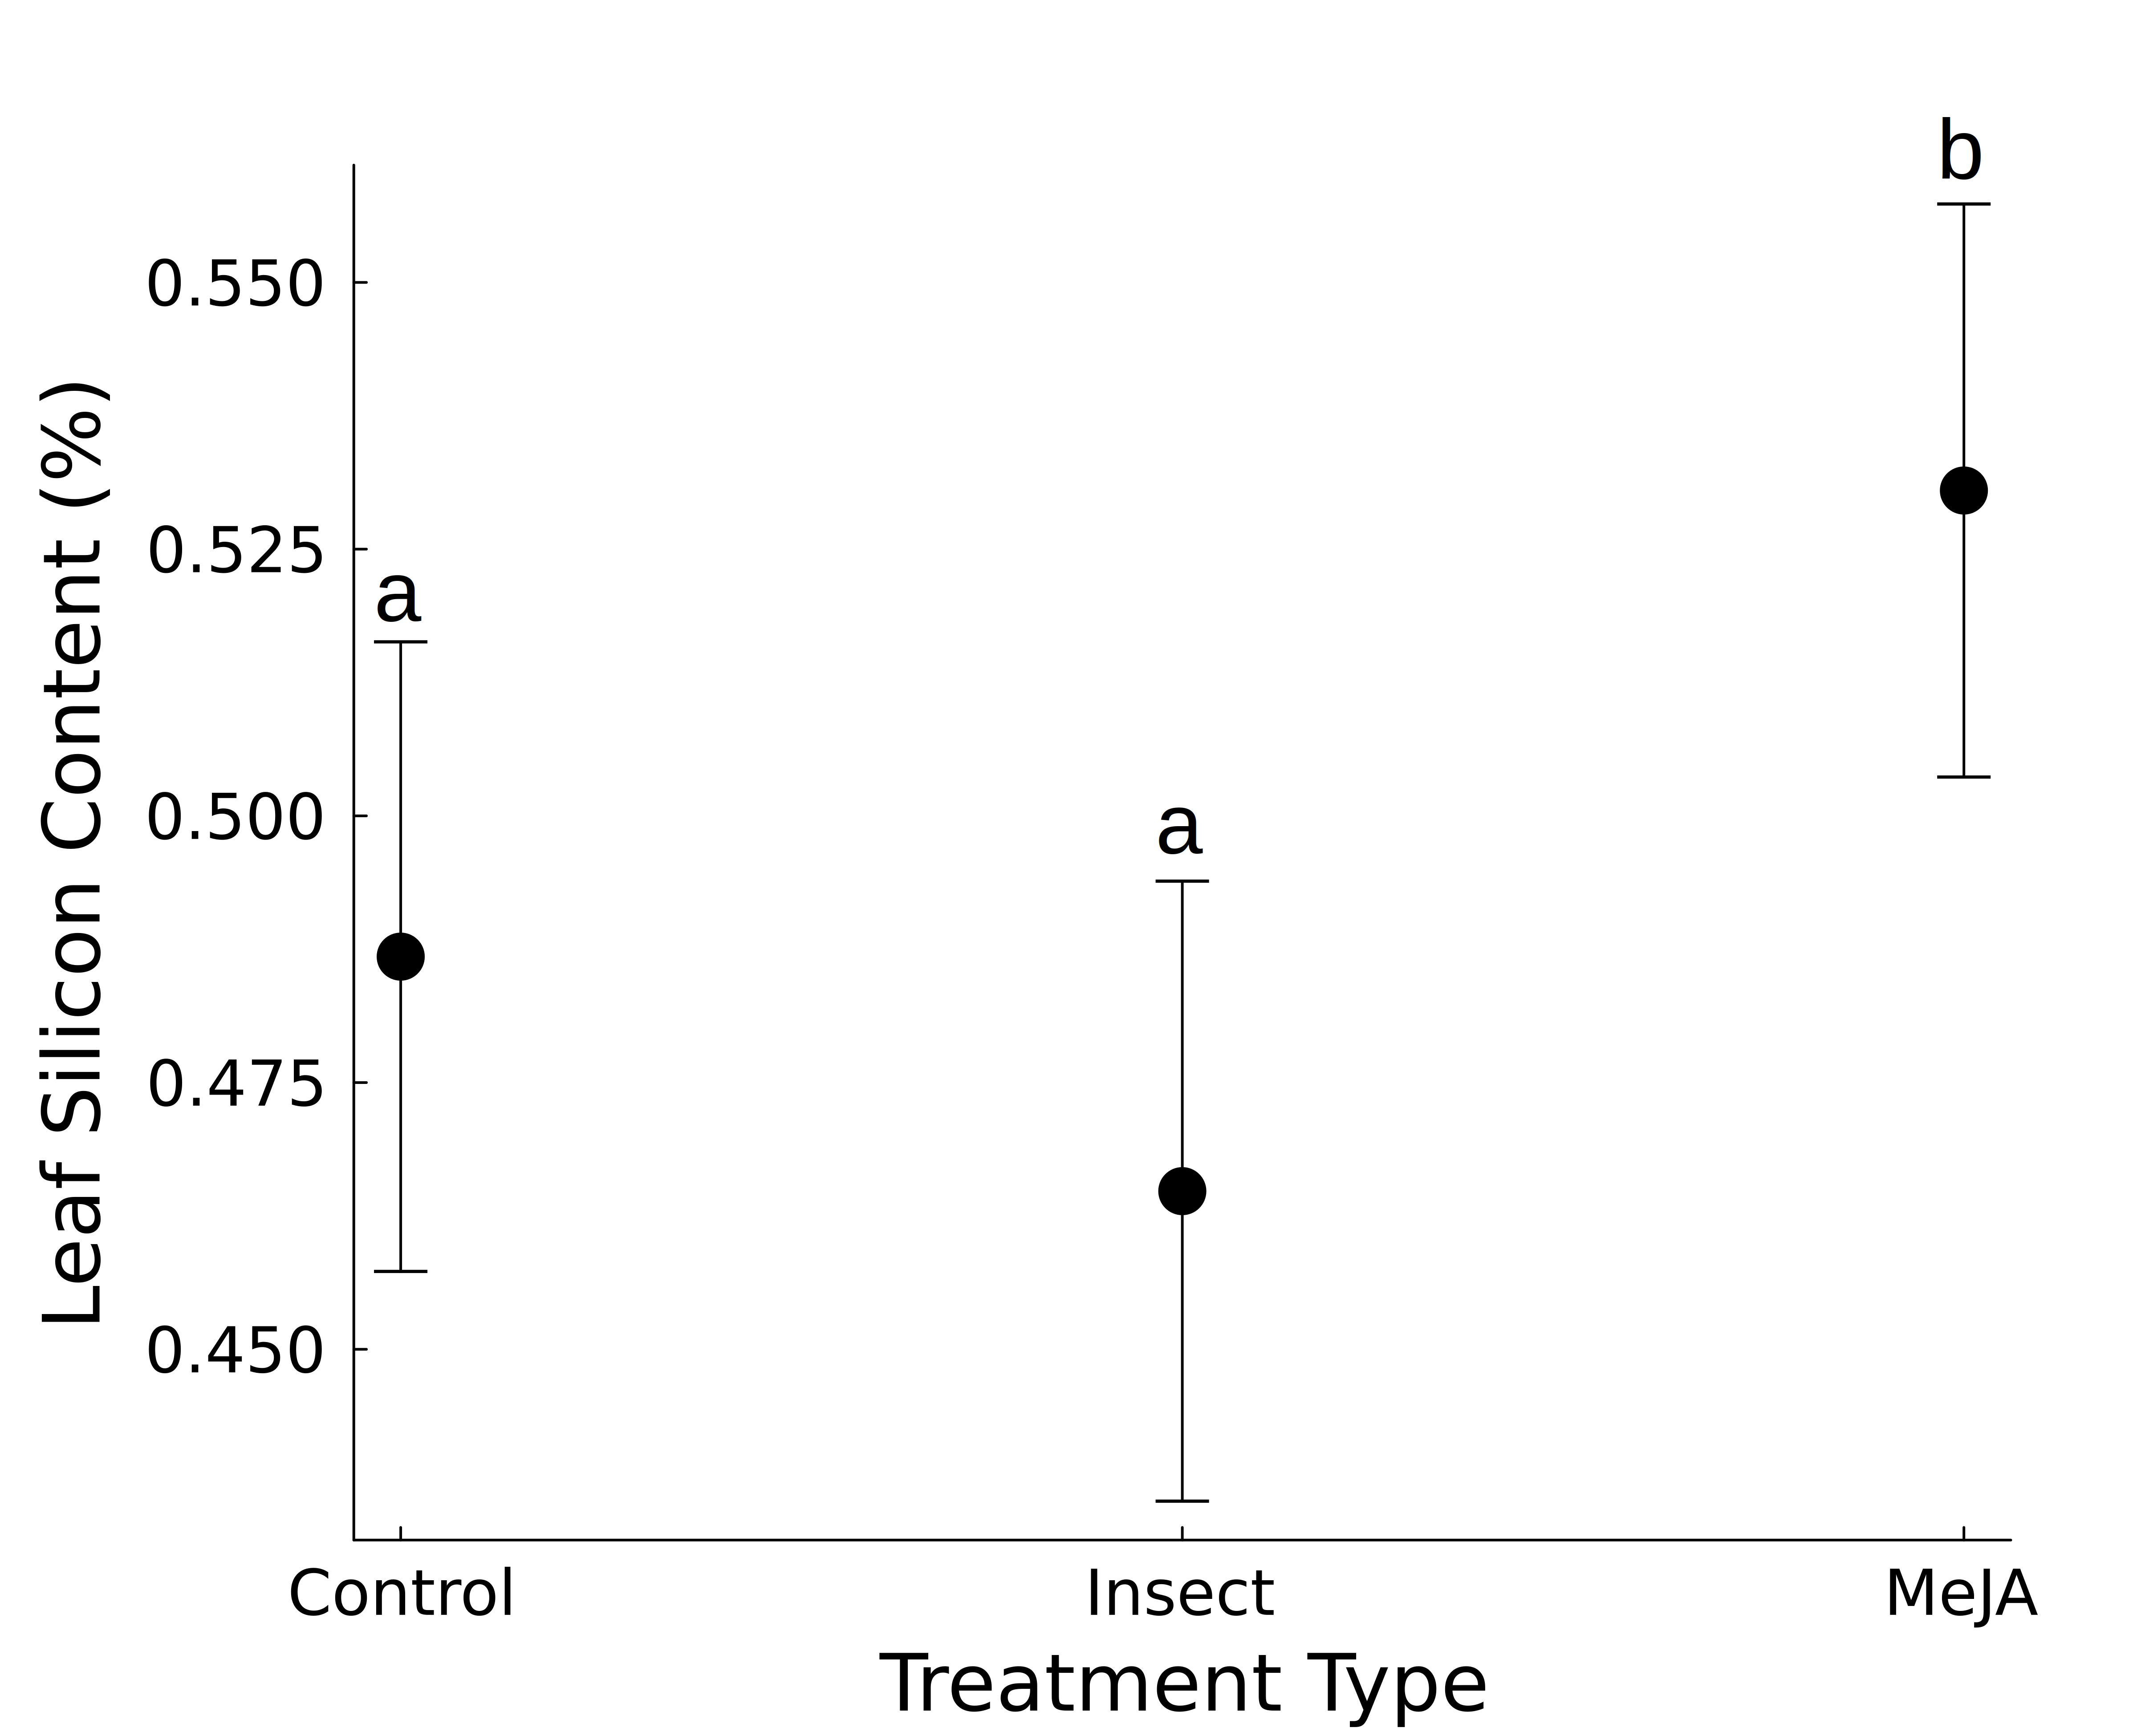 b
0.550
0.525
a
0.500
a
0.475
0.450
Leaf Silicon Content (%)
Control Insect MeJA
Treatment Type